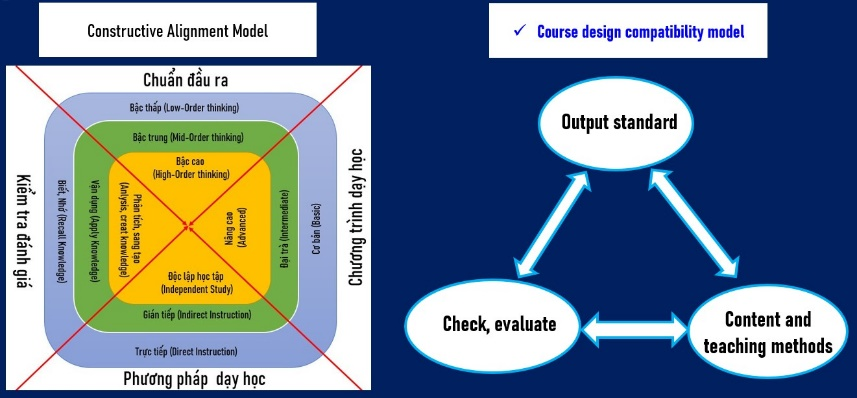 Constructive Alignment Model
Chuẩn đầu ra
Bậc thấp (Low-Order thinking)
Bậc trung (Mid-Order thinking)
Bậc cao
(High-Order thinking)
Kiểm tra đánh giá
Biết, Nhớ (Recall Knowledge)
Vận dụng (Apply Knowledge)
Phân tích, sang tạo
(Anlysis, creat knowledge)
Nâng cao
(Advanced)
Đại trà (Intermediate)
Cơ bản (Basic)
Chương trình dạy học
Độc lập học tập
(Independent Study)
Gián tiếp (Indirect Instruction)
Trực tiếp (Direct Instruction)
Phương pháp dạy học
✓ Course design compatibility model
Output standard
Check, evaluate
Content and
teaching methods